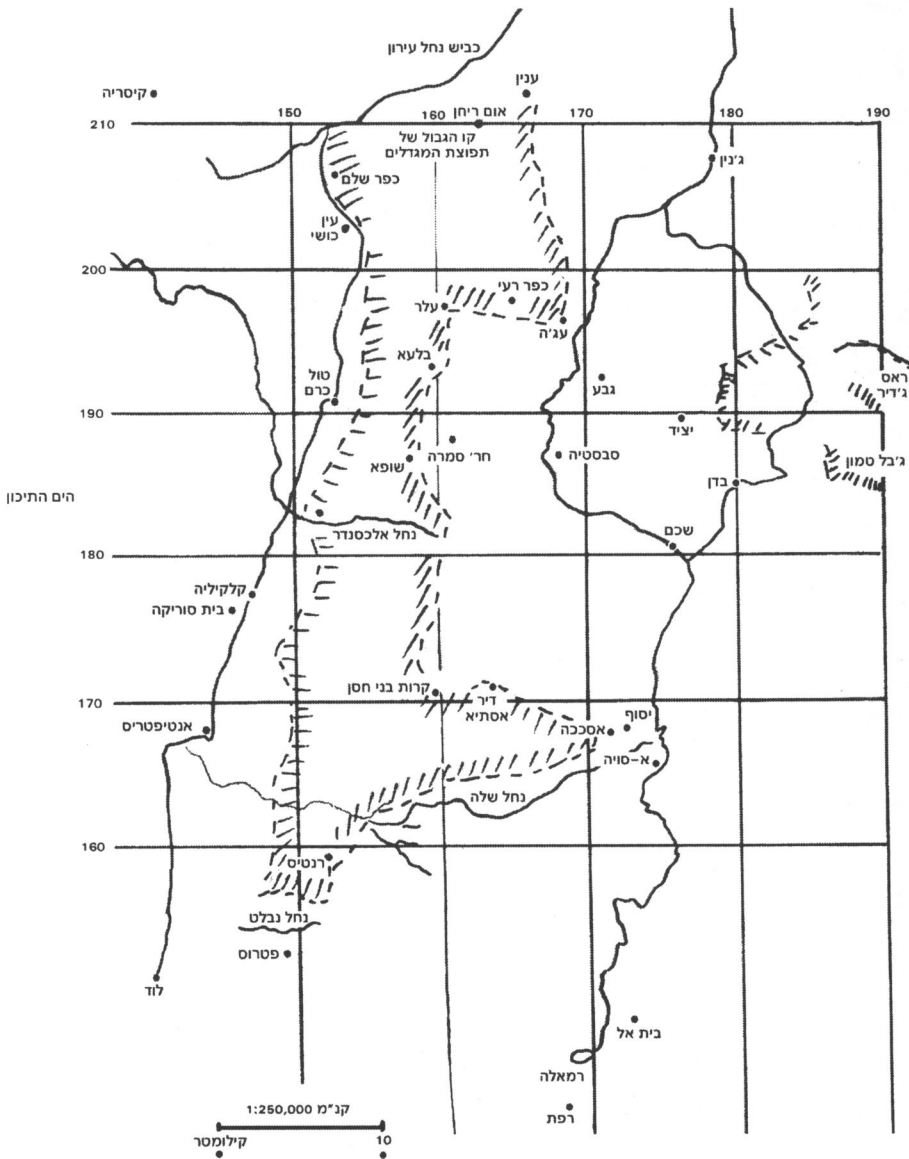 כביש נחל עירון
ענין
קיסריה
אום ריחן
150
160
170
180
190
210
קו הגבול של
תפוצת המגדלים
ג'נין
כפר שלם
עין
כושי
200
כפר רעי
עלר
עג'ה
בלעא
ראס
ג'דיר
טול
כרם
גבע
190
יציד
חר' סמרה
סבסטיה
שופא
ג'בל טמון
בדן
הים התיכון
נחל אלכסנדר
שכם
180
קלקיליה
בית סוריקה
קרות בני חסן
דיר
אסתיא
170
יסוף
אסככה
אנטיפטריס
א-סויה
נחל שלה
160
רנטיס
נחל נבלט
פטרוס
לוד
בית אל
רמאלה
רפת
קנ"מ 1:250,000
קילומטר
10